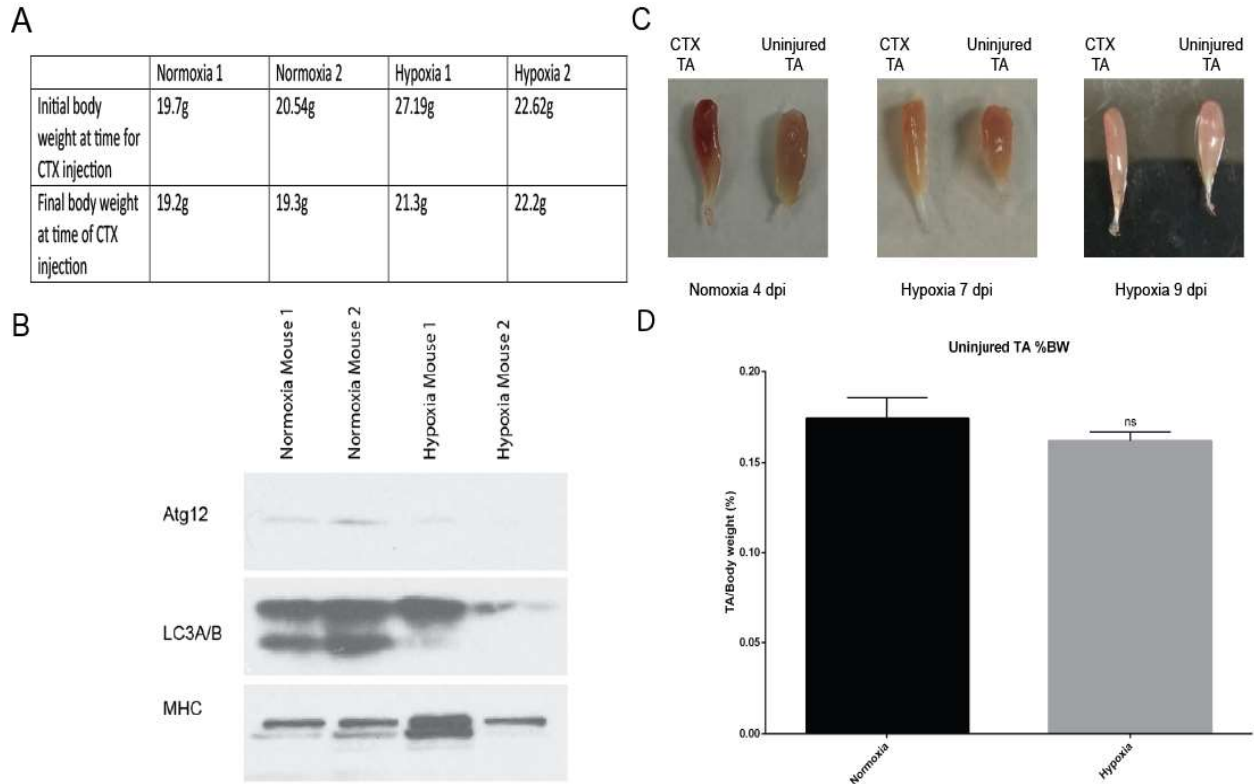 A
Normoxia 1 Normoxia 2 Hypoxia 1 Hypoxia 2
Initial body
weight at time for
CTX injection
19.7g 20.54g 27.19g 22.62g
Final body weight
at time of CTX
injection
19.2g 19.3g 21.3g 22.2g
B
Normoxia Mouse 1
Normoxia Mouse 2
Hypoxia Mouse 1
Hypoxia Mouse 2
Atg12
LC3A/B
MHC
C
CTX
TA
Uninjured
TA
CTX
TA
Uninjured
TA
CTX
TA
Uninjured
TA
Nomoxia 4 dpi
Hypoxia 7 dpi
Hypoxia 9 dpi
D
Uninjured TA %BW
TA/Body weight (%)
0.20
0.15
0.10
0.05
0.00
ns
Normoxia
Hypoxia